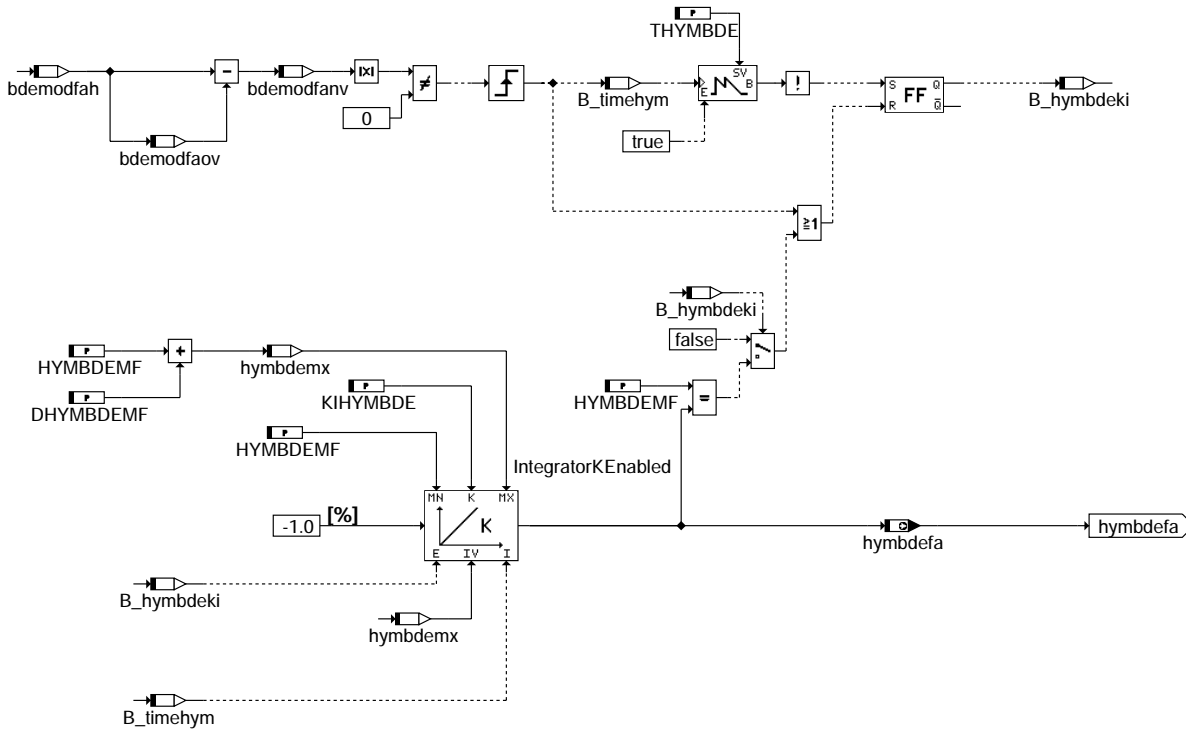 P
THYMBDE
bdemodfah
-
bdemodfanv
|x|
≠
0
B_timehym
SV
E
B
!
true
S Q
FF
R Q̅
B_hymbdeki
bdemodfaov
≧1
B_hymbdeki
false
P
HYMBDEMF
=
P
HYMBDEMF
+
hymbdemx
DHYMBDEMF
P
P
KIHYMBDE
P
HYMBDEMF
IntegratorKEnabled
MN K MX
K
E IV I
-1.0
[%]
hymbdefa
hymbdefa
B_hymbdeki
hymbdemx
B_timehym